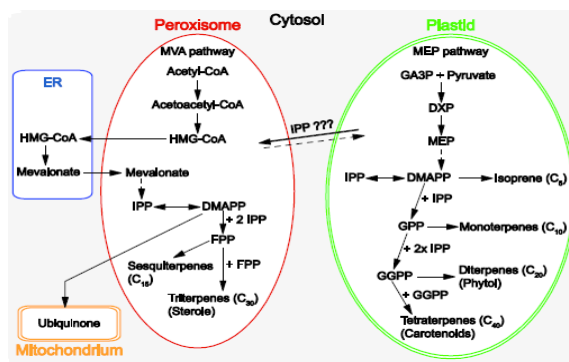 Cytosol
Peroxisome
Plastid
MVA pathway
MEP pathway
Acetyl-CoA
GA3P + Pyruvate
ER
Acetoacetyl-CoA
DXP
HMG-CoA
HMG-CoA
IPP ???
MEP
Mevalonate
Mevalonate
IPP
DMAPP
Isoprene (C5)
+ IPP
IPP
DMAPP
+ 2 IPP
GPP
Monoterpenes (C10)
FPP
+ 2x IPP
Sesquiterpenes
(C15)
+ FPP
GGPP
Diterpenes (C20)
(Phytol)
+ GGPP
Triterpenes (C30)
(Sterole)
Tetraterpenes (C40)
(Carotenoids)
Ubiquinone
Mitochondrium